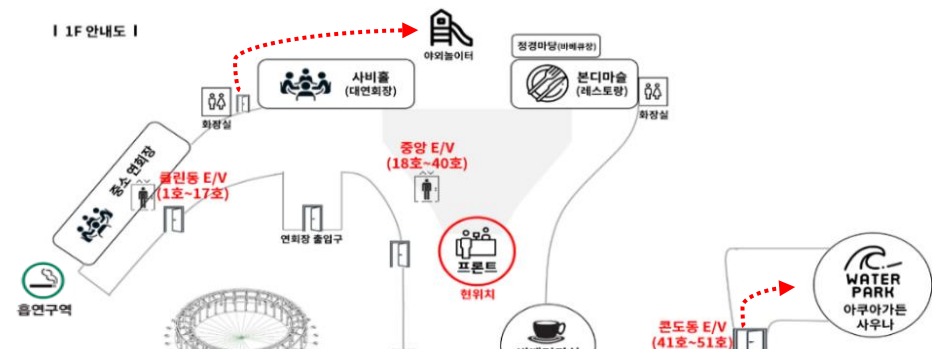 I 1F 안내도 I
야외놀이터
정경마당(바베큐장)
사비홀
(대연회장)
본디마슬
(레스토랑)
화장실
화장실
중앙 E/V
(18호~40호)
중소 연회장
클린동 E/V
(1호~17호)
연회장 출입구
프론트
현위치
흡연구역
WATER
PARK
아쿠아가든
사우나
콘도동 E/V
(41호~51호)